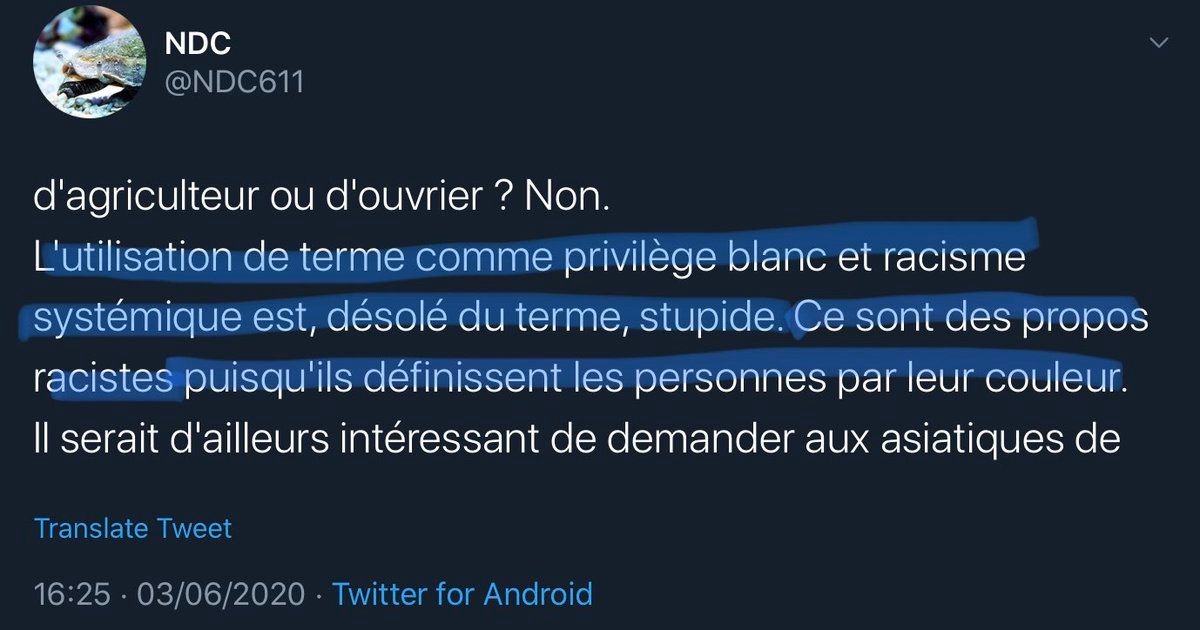 NDC
@NDC611
d'agriculteur ou d'ouvrier ? Non.
L'utilisation de terme comme privilège blanc et racisme
systémique est, désolé du terme, stupide. Ce sont des propos
racistes puisqu'ils définissent les personnes par leur couleur.
Il serait d'ailleurs intéressant de demander aux asiatiques de
Translate Tweet
16:25 · 03/06/2020 · Twitter for Android